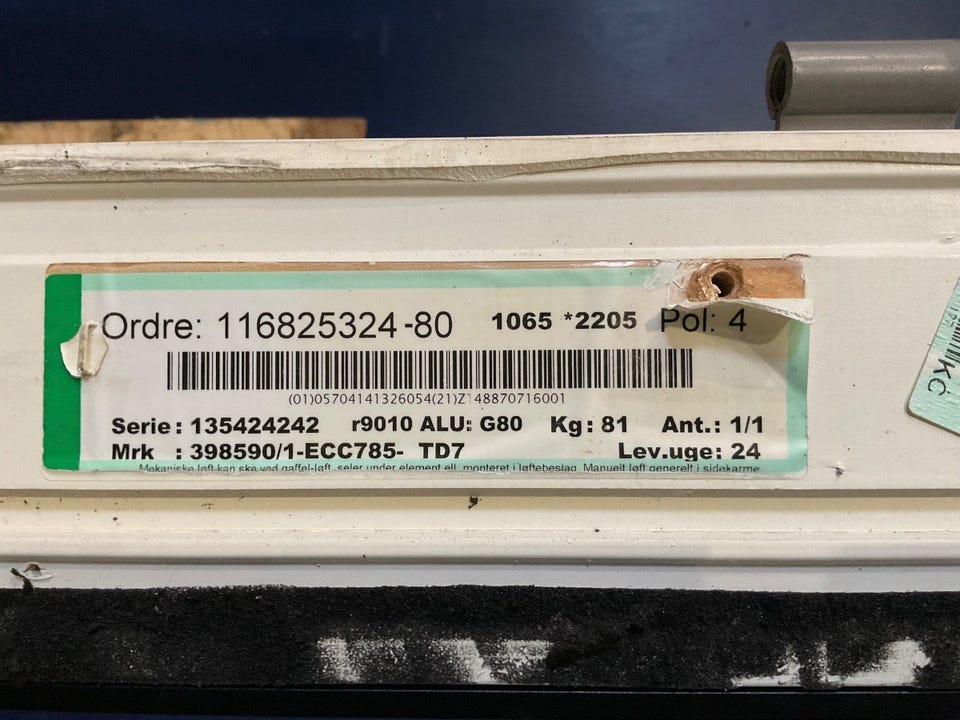 Ordre: 116825324-80 1065 *2205 Pol: 4
(01)05704141326054(21)Z148870716001
Serie: 135424242 r9010 ALU: G80 Kg: 81 Ant.: 1/1
Mrk : 398590/1-ECC785- TD7 Lev.uge: 24
Mekaniske løft kan ske ved gaffel-løft, seler under element ell. monteret i løftebeslag. Manuelt løft generelt i sidekarme
KC